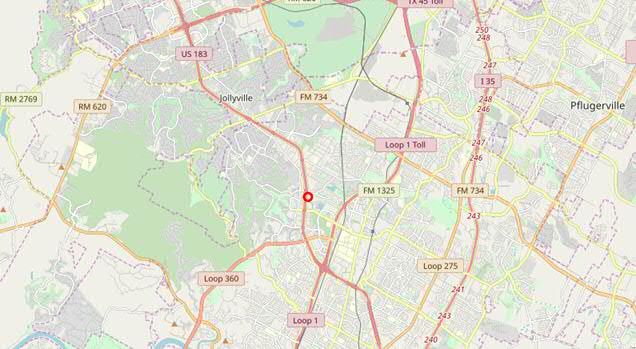 TX 45 Toll
250
248
US 183
247
I 35
RM 2769
RM 620
Jollyville
FM 734
248
246
Pflugerville
247
Loop 1 Toll
246
FM 1325
FM 734
243
Loop 275
Loop 360
241
243
Loop 1
240